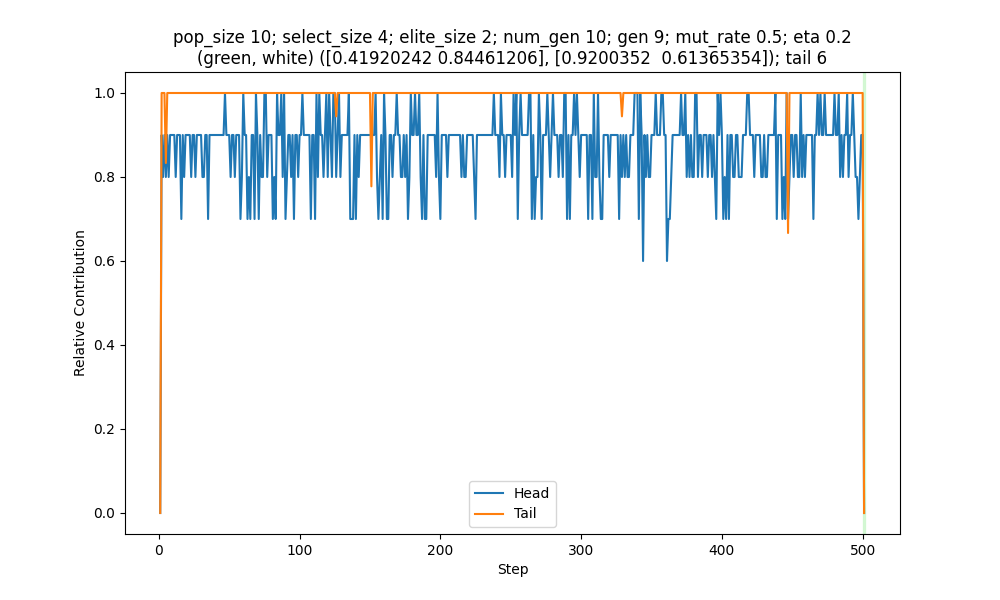 pop_size 10; select_size 4; elite_size 2; num_gen 10; gen 9; mut_rate 0.5; eta 0.2
(green, white) ([0.41920242 0.84461206], [0.9200352  0.61365354]); tail 6
1.0
0.8
0.6
0.4
0.2
0.0
Relative Contribution
Head
Tail
0 100 200 300 400 500
Step